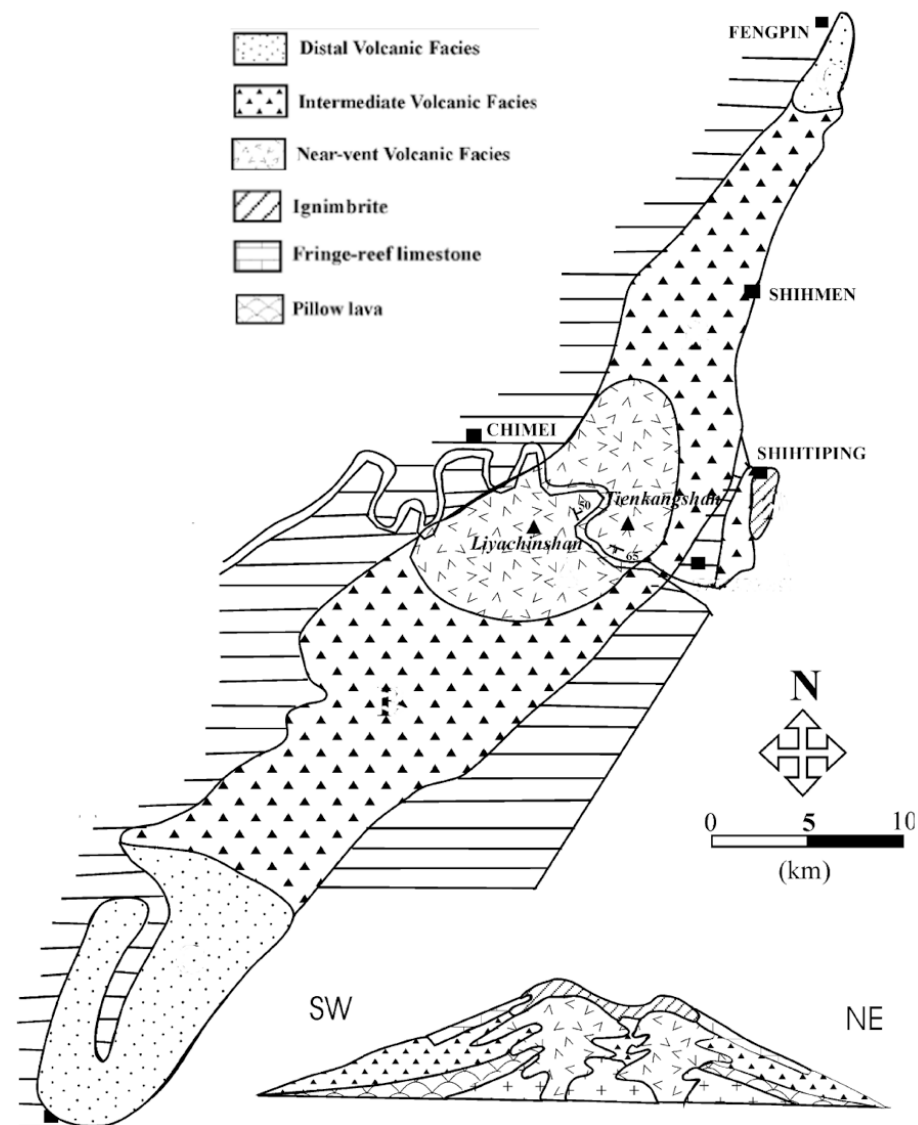 FENGPIN
Distal Volcanic Facies
Intermediate Volcanic Facies
Near-vent Volcanic Facies
Ignimbrite
Fringe-reef limestone
Pillow lava
SHIHMEN
CHIMEI
SHIHTIPING
Tienkangshan
50
Liyachinshan
65
N
0 5 10
(km)
SW
NE